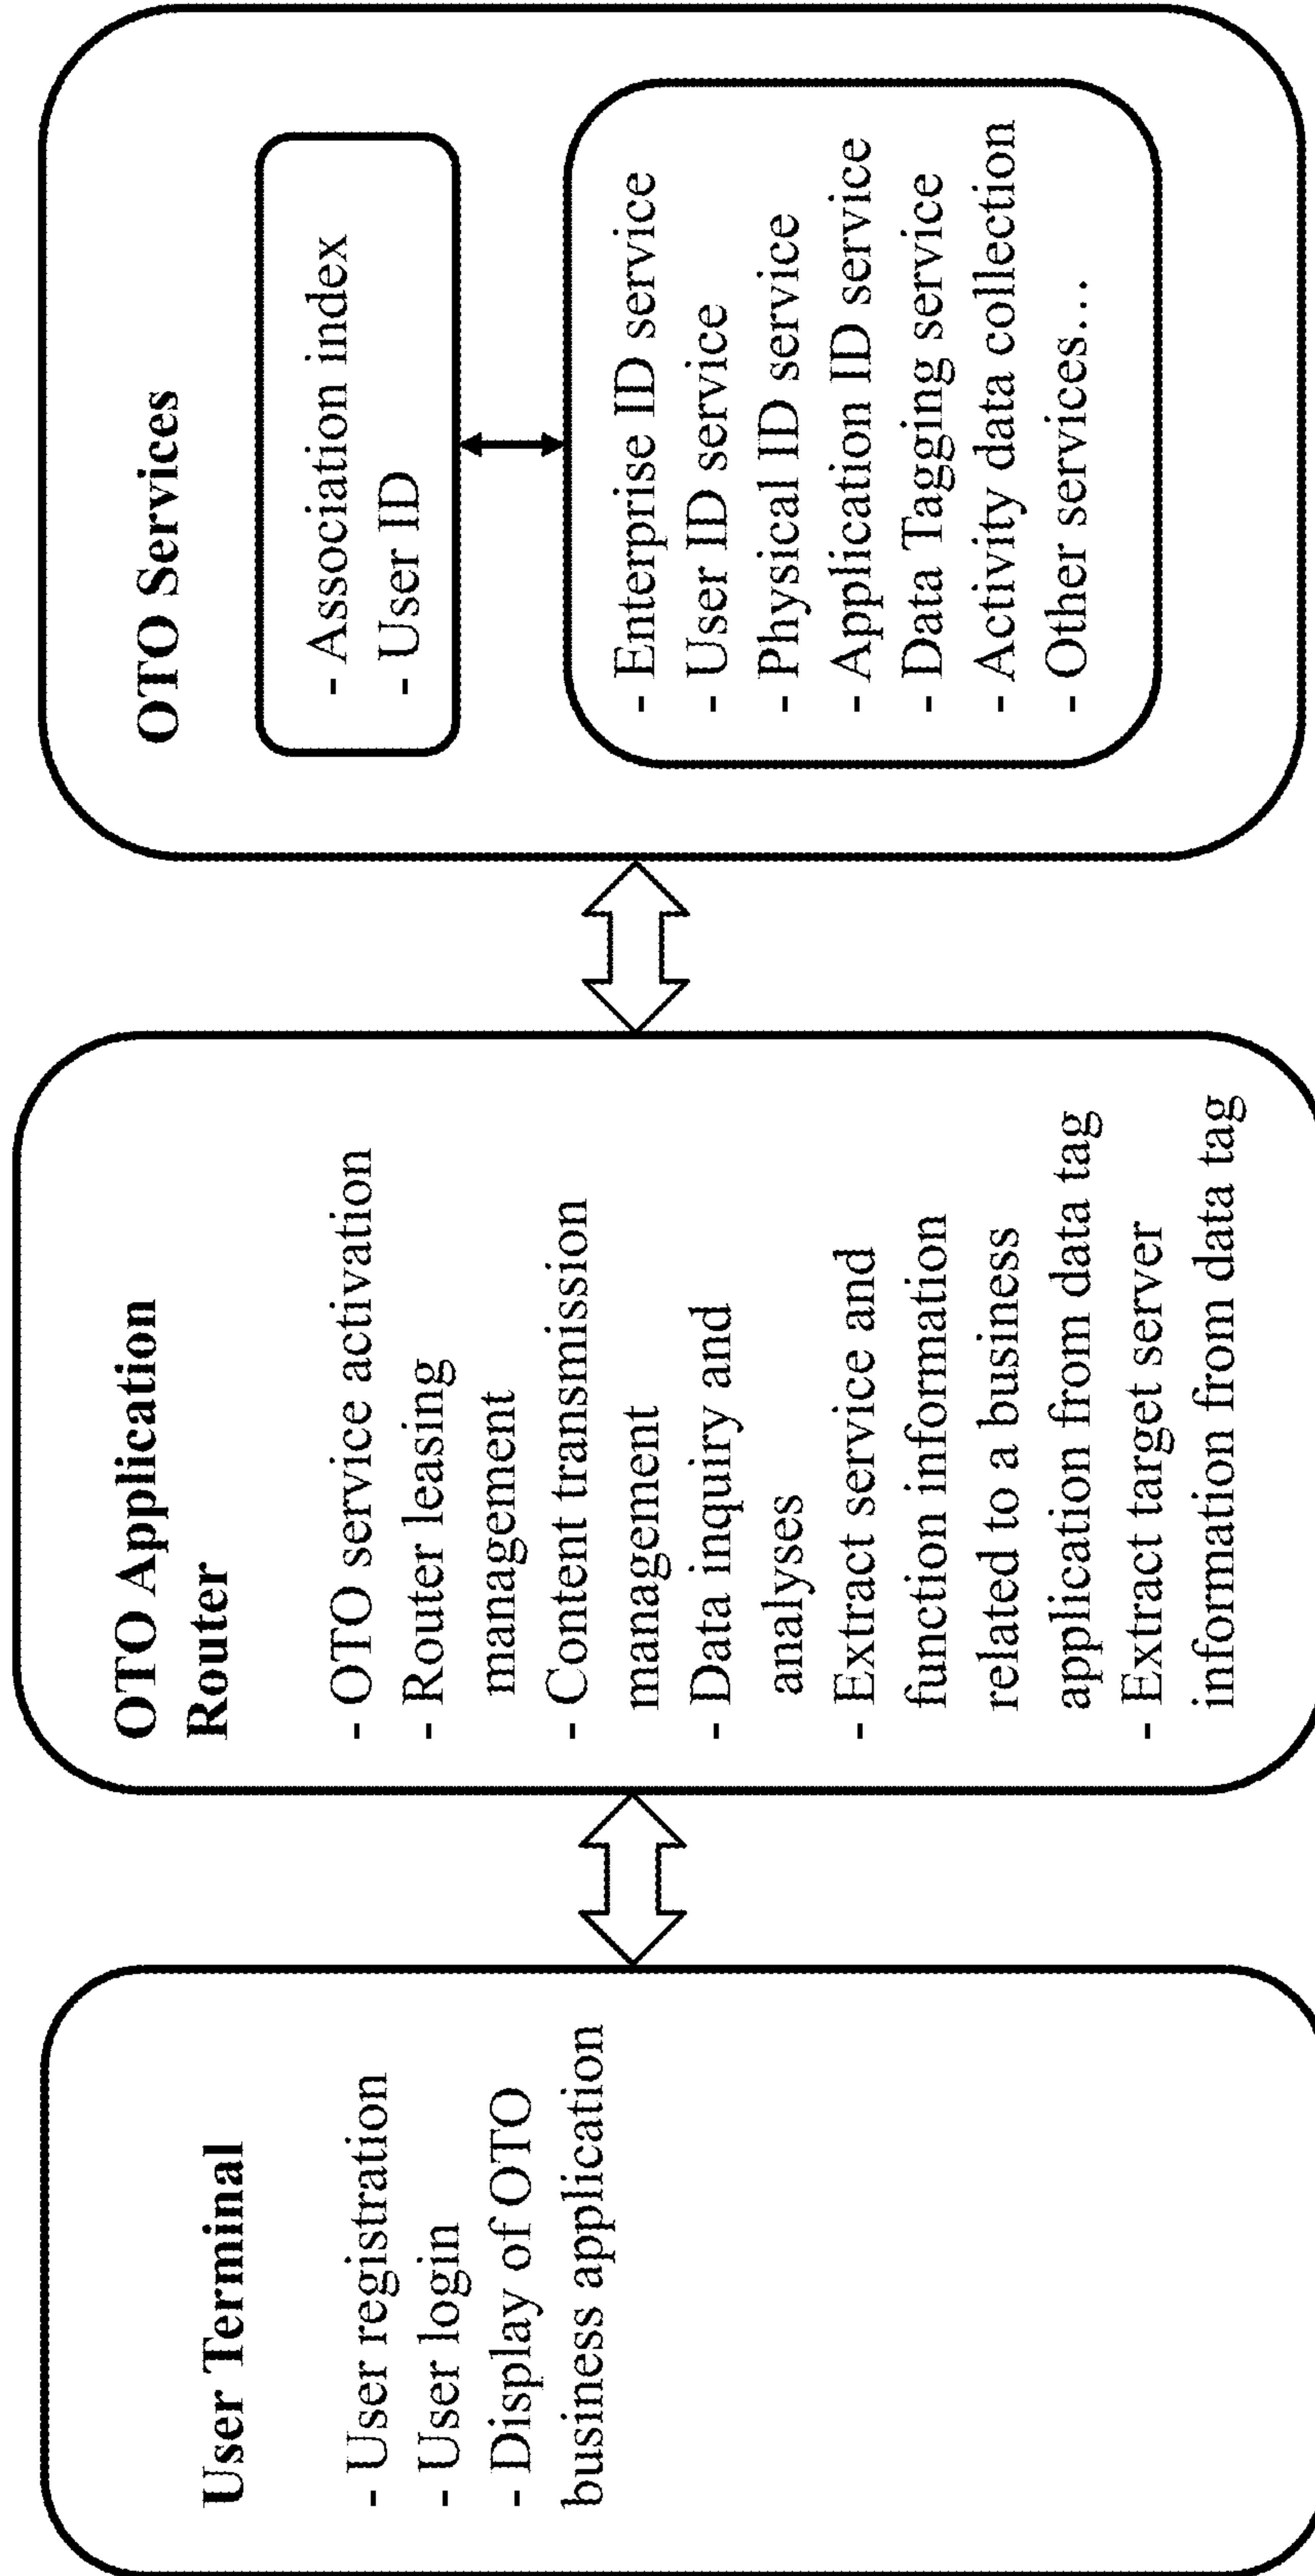 User Terminal
- User registration
- User login
- Display of OTO
business application
OTO Application
Router
- OTO service activation
- Router leasing
management
- Content transmission
management
- Data inquiry and
analyses
- Extract service and
function information
related to a business
application from data tag
- Extract target server
information from data tag
OTO Services
- Association index
- User ID
- Enterprise ID service
- User ID service
- Physical ID service
- Application ID service
- Data Tagging service
- Activity data collection
- Other services…